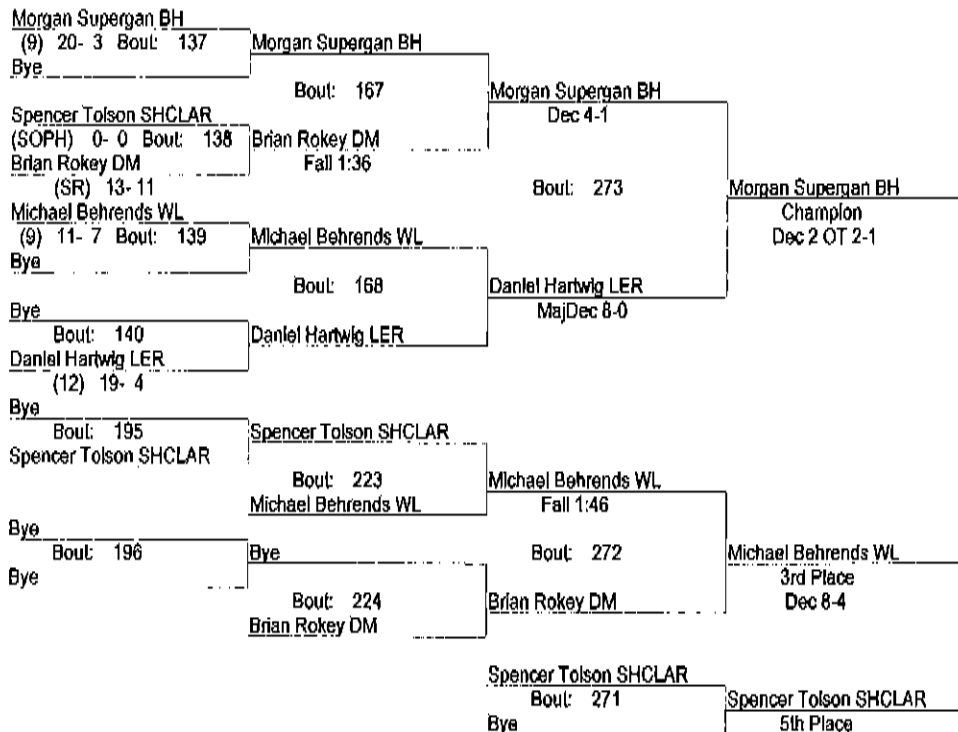 Morgan Supergan BH
(9) 20- 3 Bout: 137
Bye
Morgan Supergan BH
Bout: 167
Spencer Tolson SHCLAR
(SOPH) 0- 0 Bout: 138
Brian Rokey DM
(SR) 13- 11
Brian Rokey DM
Fall 1:36
Morgan Supergan BH
Dec 4-1
Bout: 273
Michael Behrends WL
(9) 11- 7 Bout: 139
Bye
Michael Behrends WL
Bout: 168
Bye
Bout: 140
Daniel Hartwig LER
(12) 19- 4
Daniel Hartwig LER
Daniel Hartwig LER
MajDec 8-0
Morgan Supergan BH
Champion
Dec 2 OT 2-1
Bye
Bout: 195
Spencer Tolson SHCLAR
Spencer Tolson SHCLAR
Bout: 223
Michael Behrends WL
Michael Behrends WL
Fall 1:46
Bout: 272
Bye
Bout: 196
Bye
Bye
Bout: 224
Brian Rokey DM
Brian Rokey DM
Michael Behrends WL
3rd Place
Dec 8-4
Spencer Tolson SHCLAR
Bout: 271
Bye
Spencer Tolson SHCLAR
5th Place